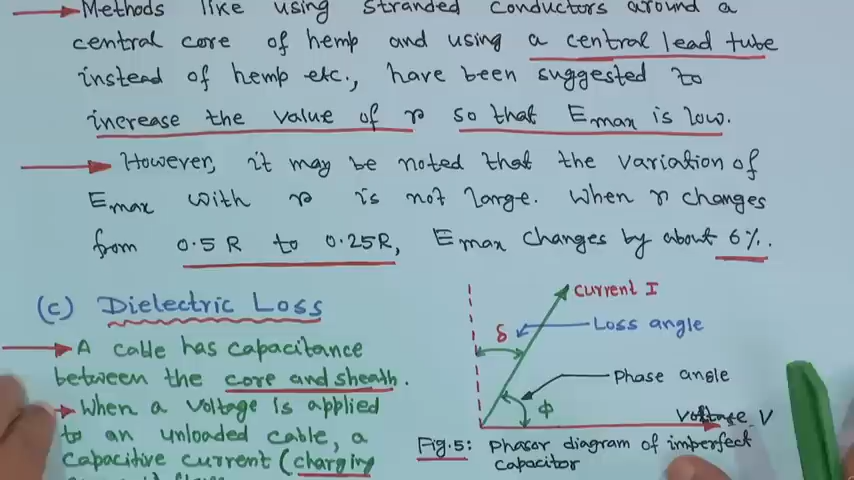 Methods like using stranded conductors around a
central core of hemp and using a central lead tube
instead of hemp etc., have been suggested to
increase the value of r so that Emax is low.
However, it may be noted that the variation of
Emax with r is not large. When r changes
from 0.5 R to 0.25R, Emax changes by about 6%.
(c) Dielectric Loss
A cable has capacitance
between the core and sheath.
When a voltage is applied
to an unloaded cable, a
capacitive current (charging
current I
δ
Loss angle
Phase angle
ϕ
Voltage V
Fig.5: Phasor diagram of imperfect
capacitor